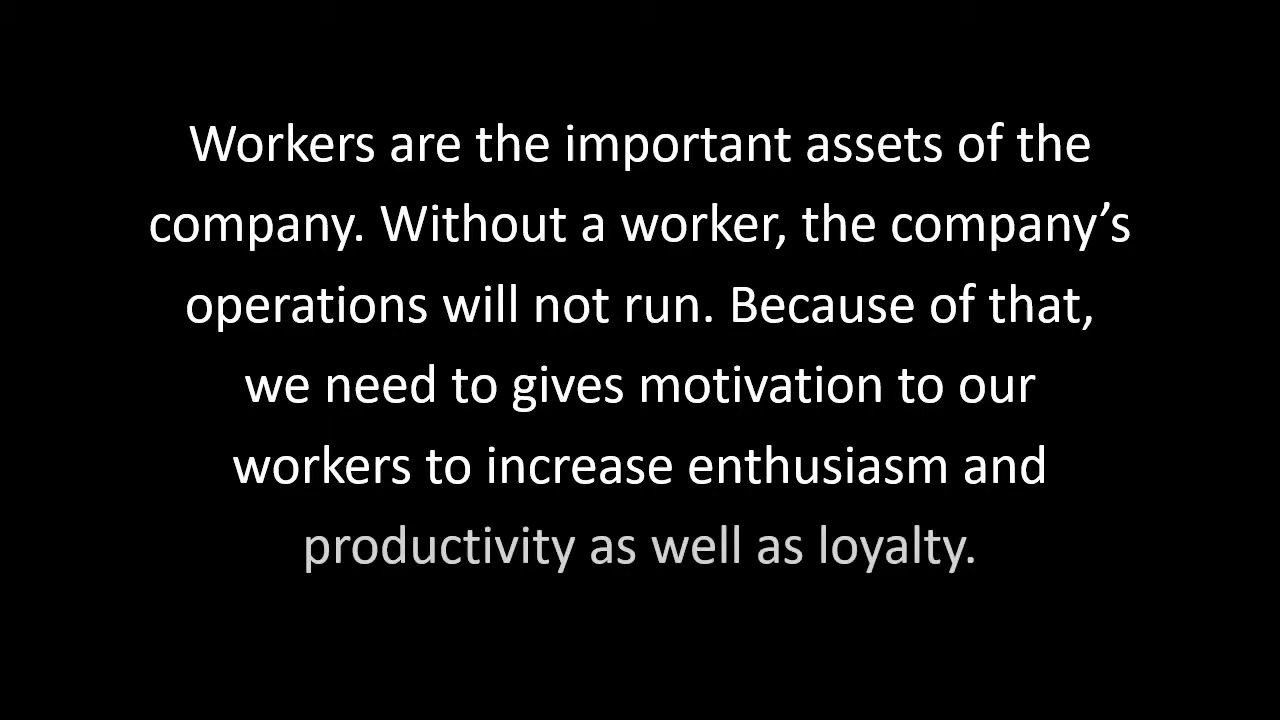 Workers are the important assets of the
company. Without a worker, the company’s
operations will not run. Because of that,
we need to gives motivation to our
workers to increase enthusiasm and
productivity as well as loyalty.